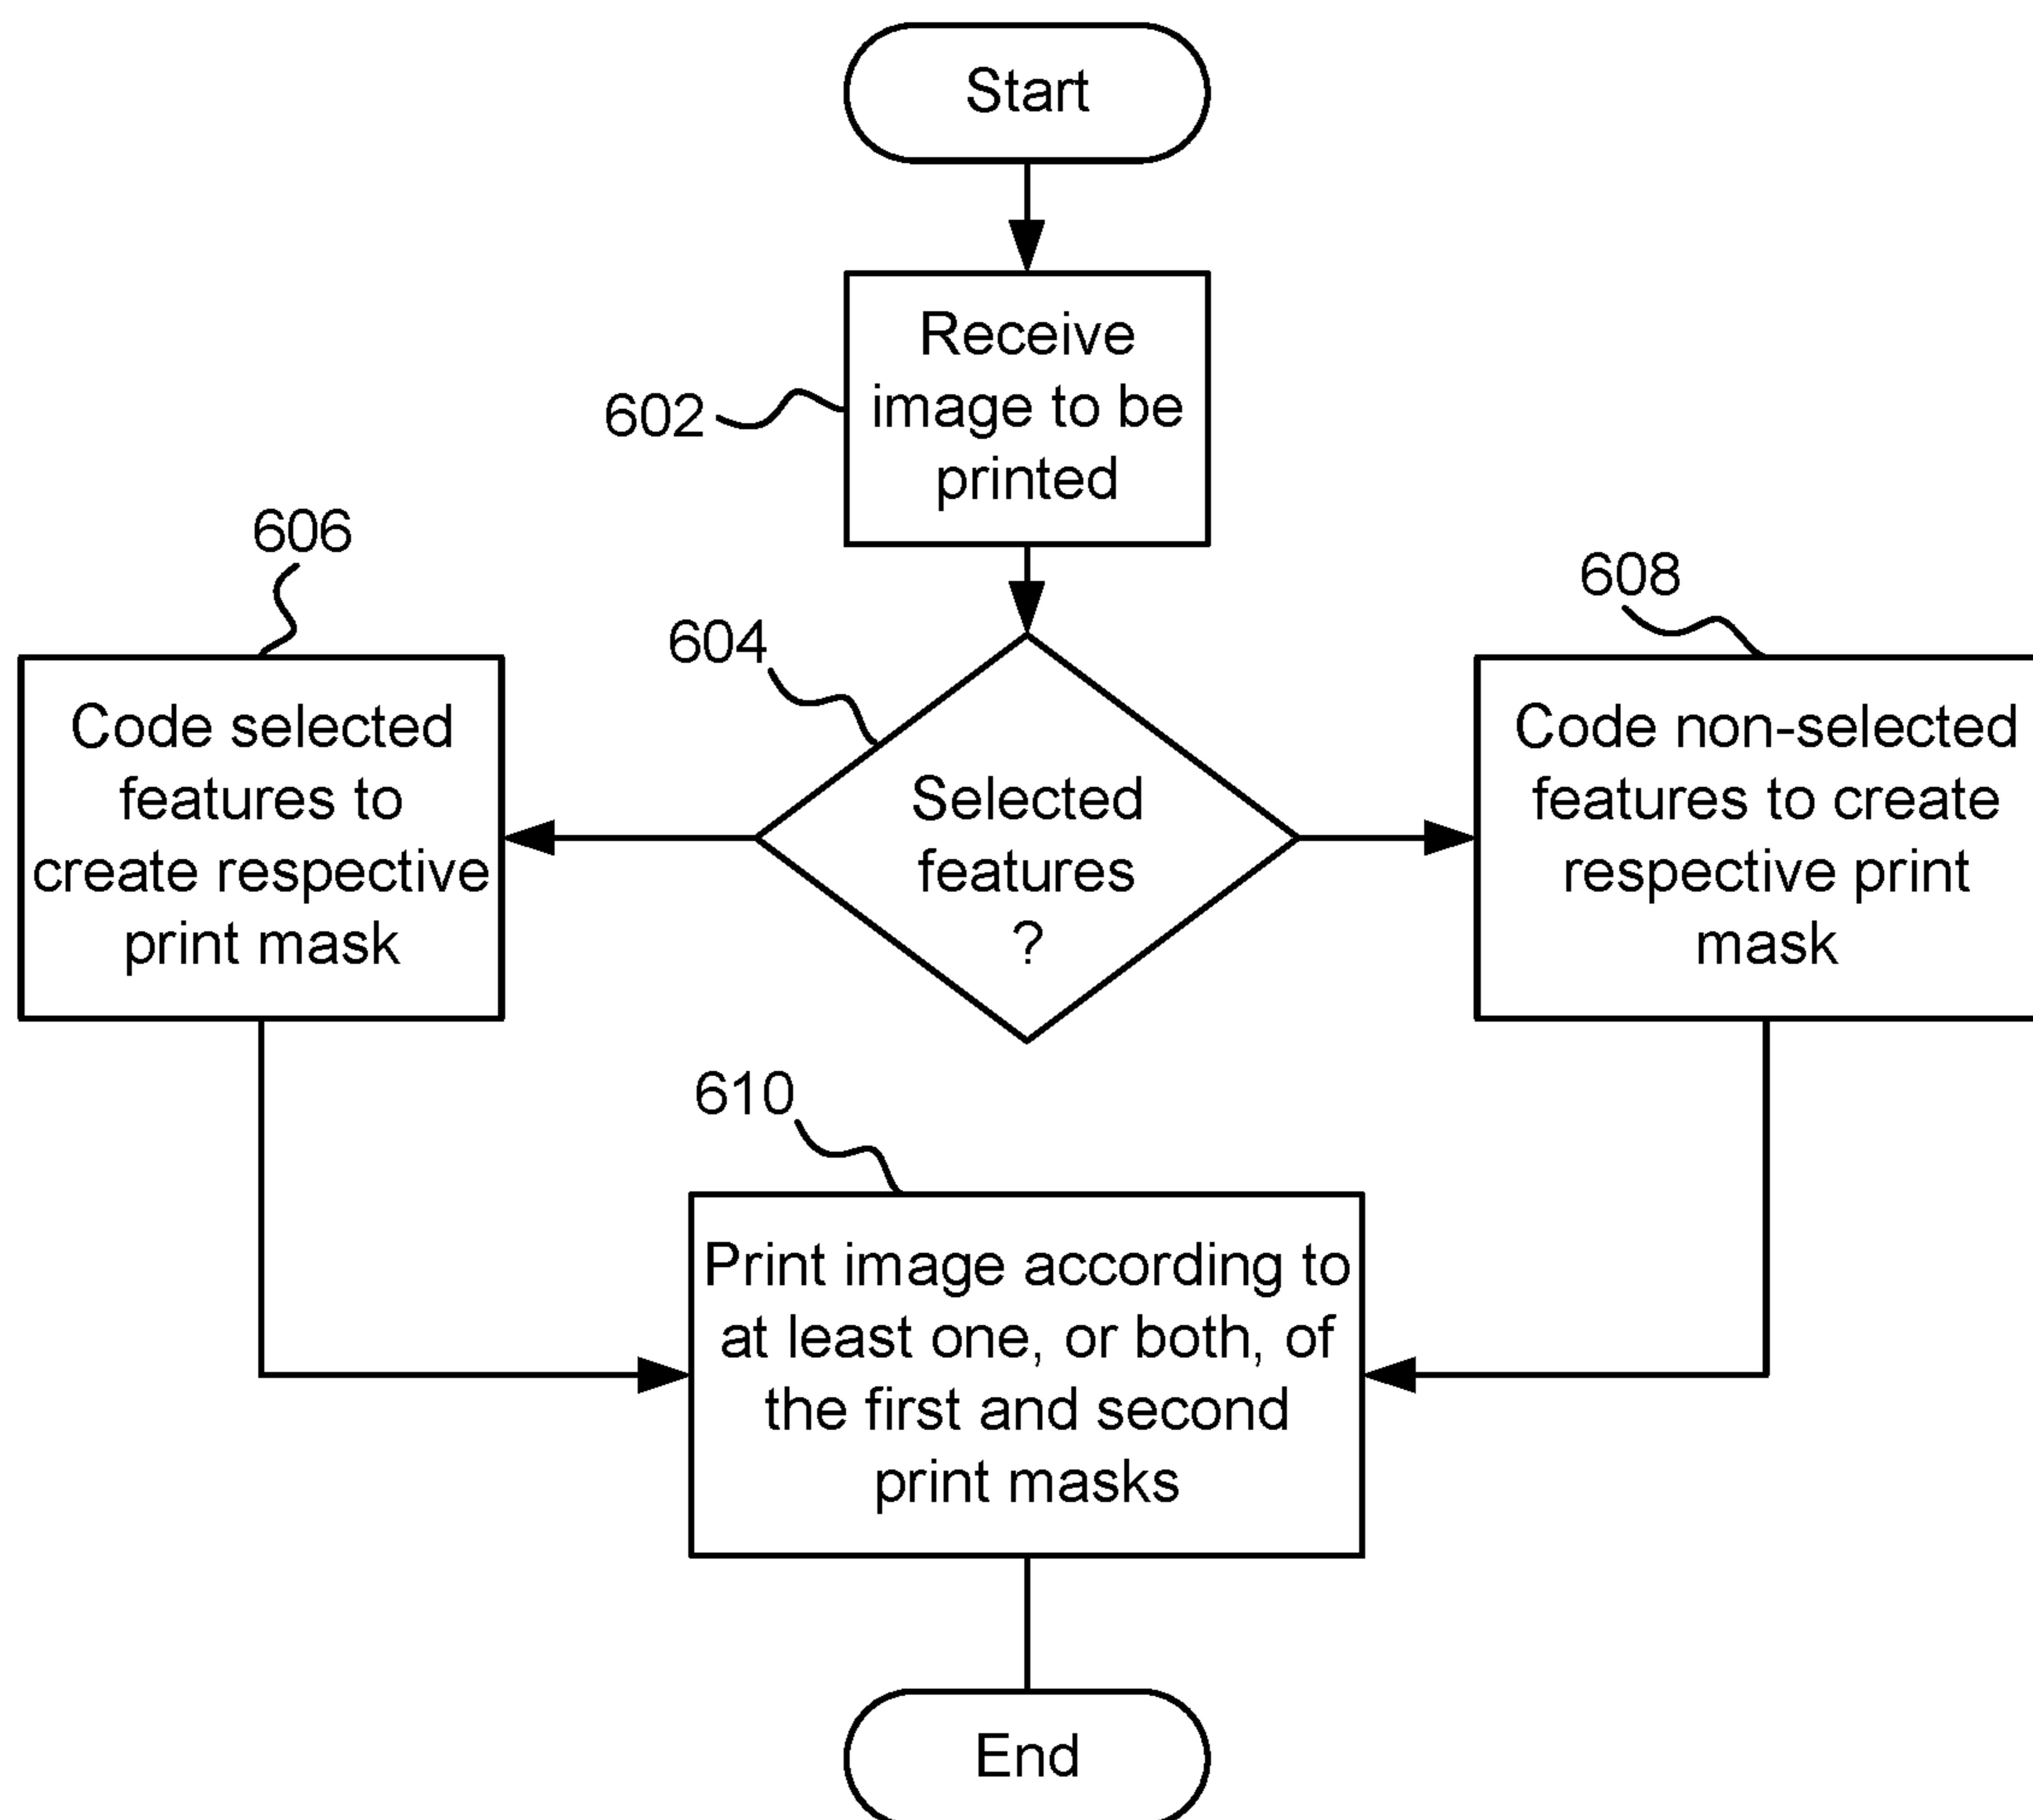 Start
Receive
image to be
printed
602
606
608
604
Code selected
features to
create respective
print mask
Selected
features
?
Code non-selected
features to create
respective print
mask
610
Print image according to
at least one, or both, of
the first and second
print masks
End